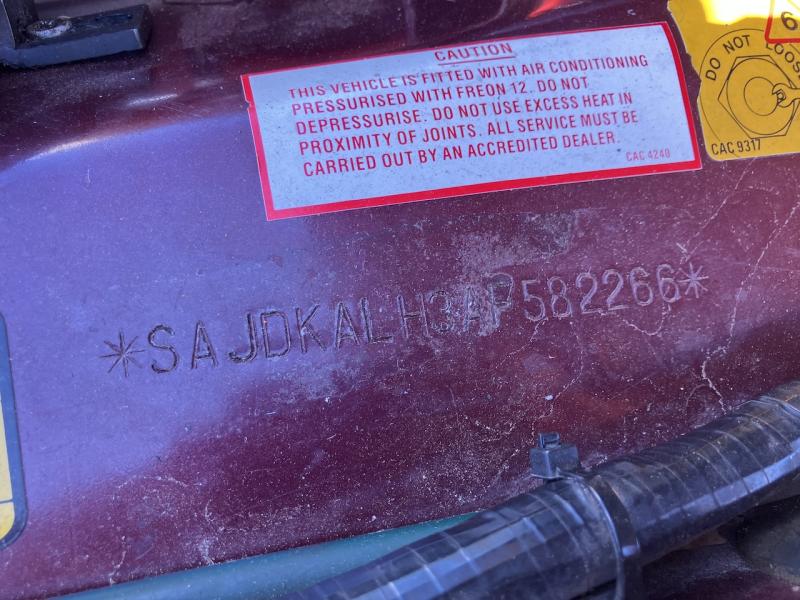 CAUTION
THIS VEHICLE IS FITTED WITH AIR CONDITIONING
PRESSURISED WITH FREON 12. DO NOT
DEPRESSURISE. DO NOT USE EXCESS HEAT IN
PROXIMITY OF JOINTS. ALL SERVICE MUST BE
CARRIED OUT BY AN ACCREDITED DEALER.
CAC 4240
6
DO NOT LOOS
CAC 9317
*SAJDKALH3AP582266*